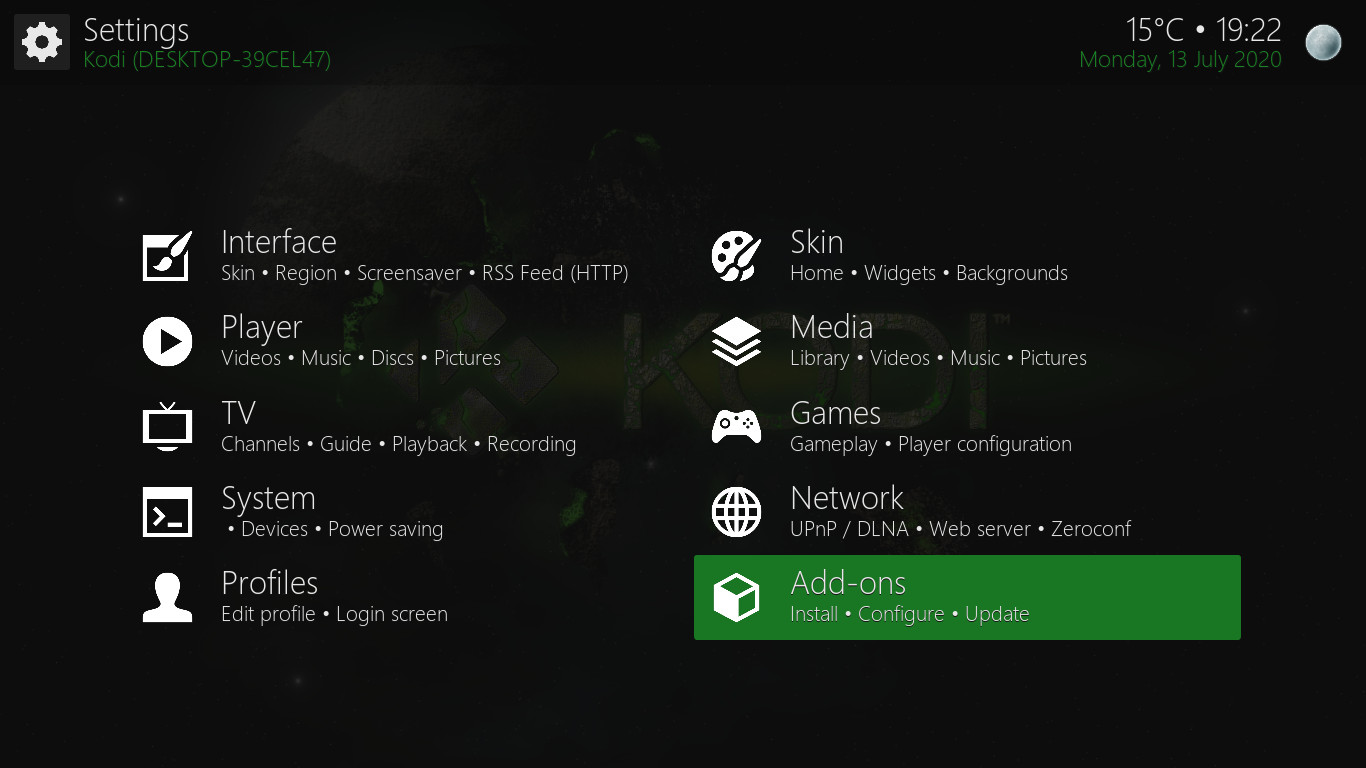 Settings
Kodi (DESKTOP-39CEL47)
15°C • 19:22
Monday, 13 July 2020
Interface
Skin • Region • Screensaver • RSS Feed (HTTP)
Skin
Home • Widgets • Backgrounds
Player
Videos • Music • Discs • Pictures
Media
Library • Videos • Music • Pictures
KODI™
TV
Channels • Guide • Playback • Recording
Games
Gameplay • Player configuration
System
• Devices • Power saving
Network
UPnP / DLNA • Web server • Zeroconf
Profiles
Edit profile • Login screen
Add-ons
Install • Configure • Update